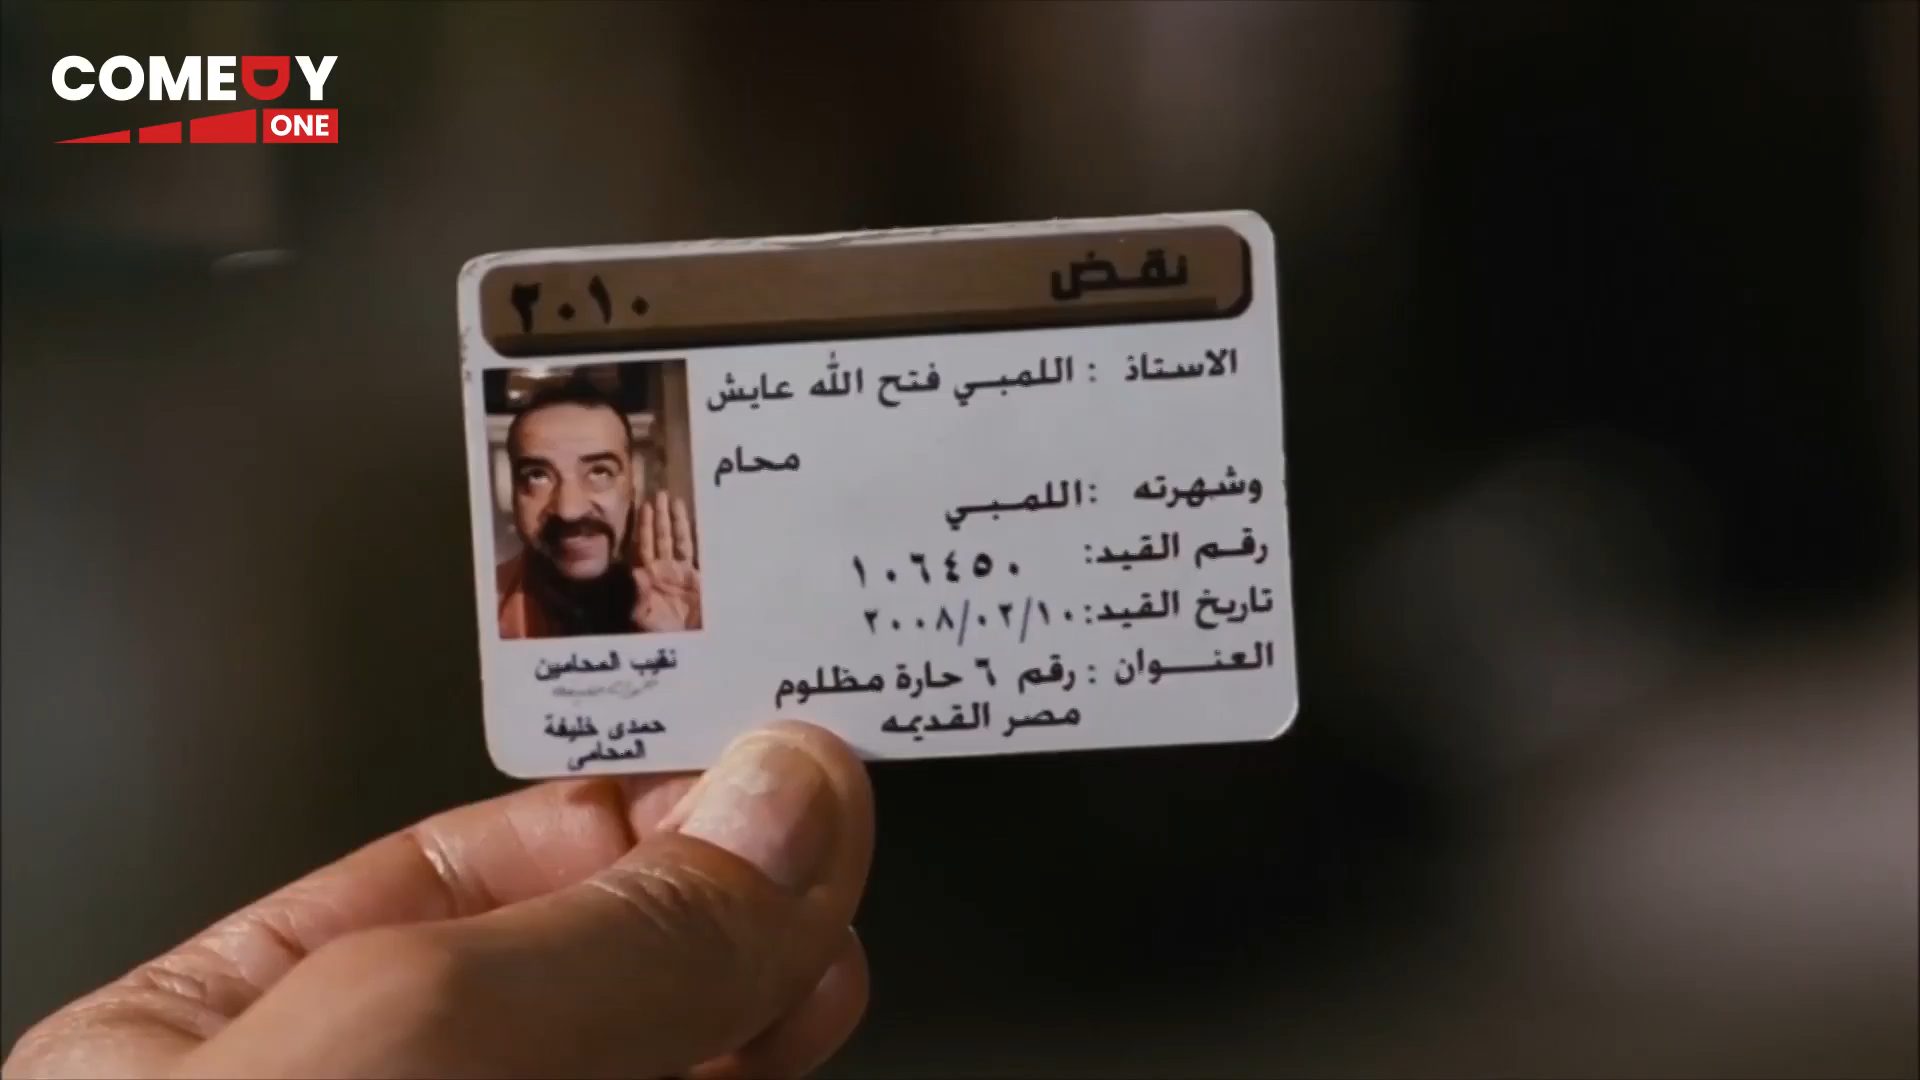 COMEDY
ONE
نقض ٢٠١٠
الاستاذ : اللمبي فتح الله عايش
محام
وشهرته : اللمبي
رقم القيد: ١٠٦٤٥٠
تاريخ القيد: ٢٠٠٨/٠٢/١٠
العنوان : رقم ٦ حارة مظلوم
مصر القديمه
نقيب المحامين
حمدى خليفة
المحامى